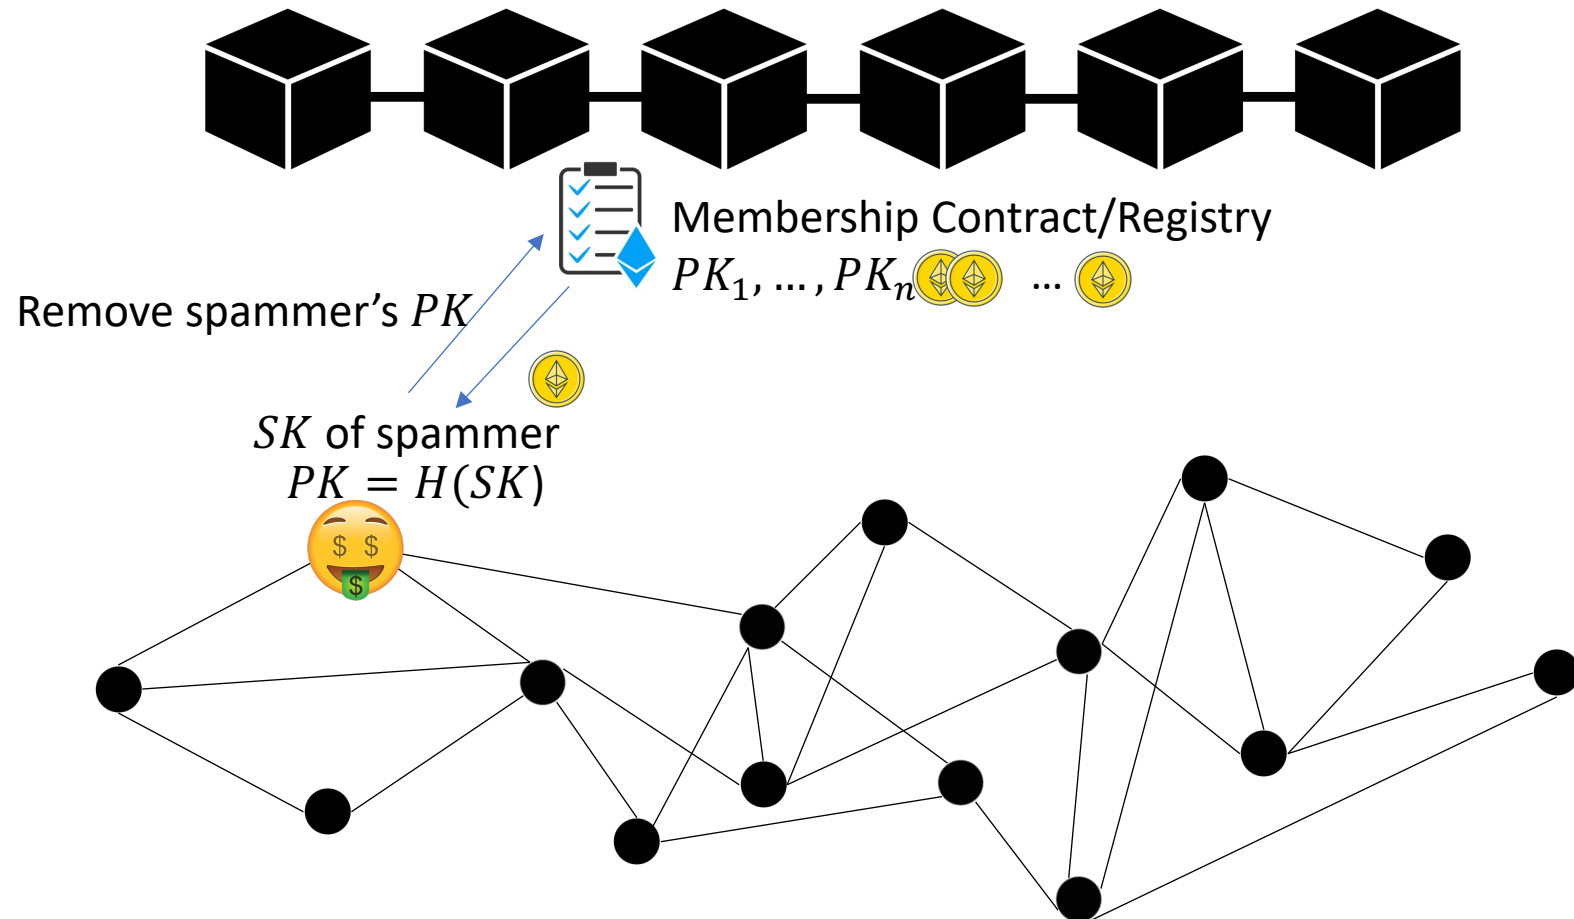 Membership Contract/Registry
PK₁, ... , PKₙ ...
Remove spammer's PK
SK of spammer
PK = H(SK)
$ $
$